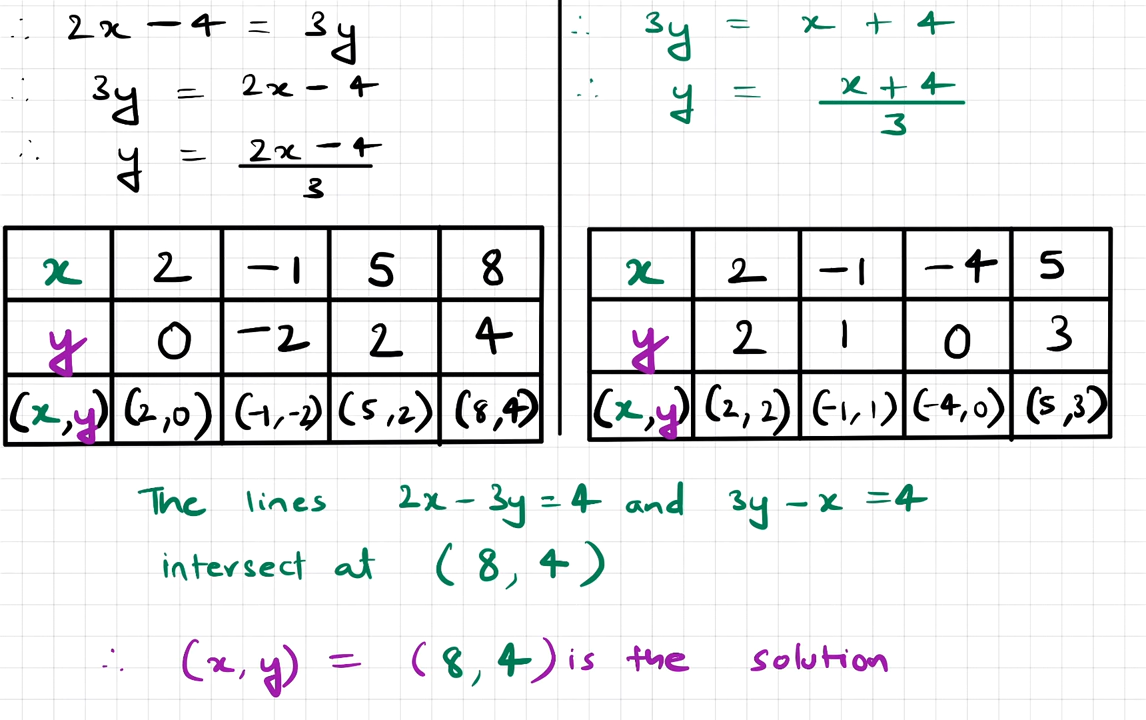 ∴ 2x - 4 = 3y
∴ 3y = 2x - 4
∴ y = (2x - 4)/3
∴ 3y = x + 4
∴ y = (x + 4)/3
x 2 -1 5 8
y 0 -2 2 4
(x,y) (2,0) (-1,-2) (5,2) (8,4)
x 2 -1 -4 5
y 2 1 0 3
(x,y) (2,2) (-1,1) (-4,0) (5,3)
The lines 2x - 3y = 4 and 3y - x = 4
intersect at (8, 4)
∴ (x, y) = (8, 4) is the solution